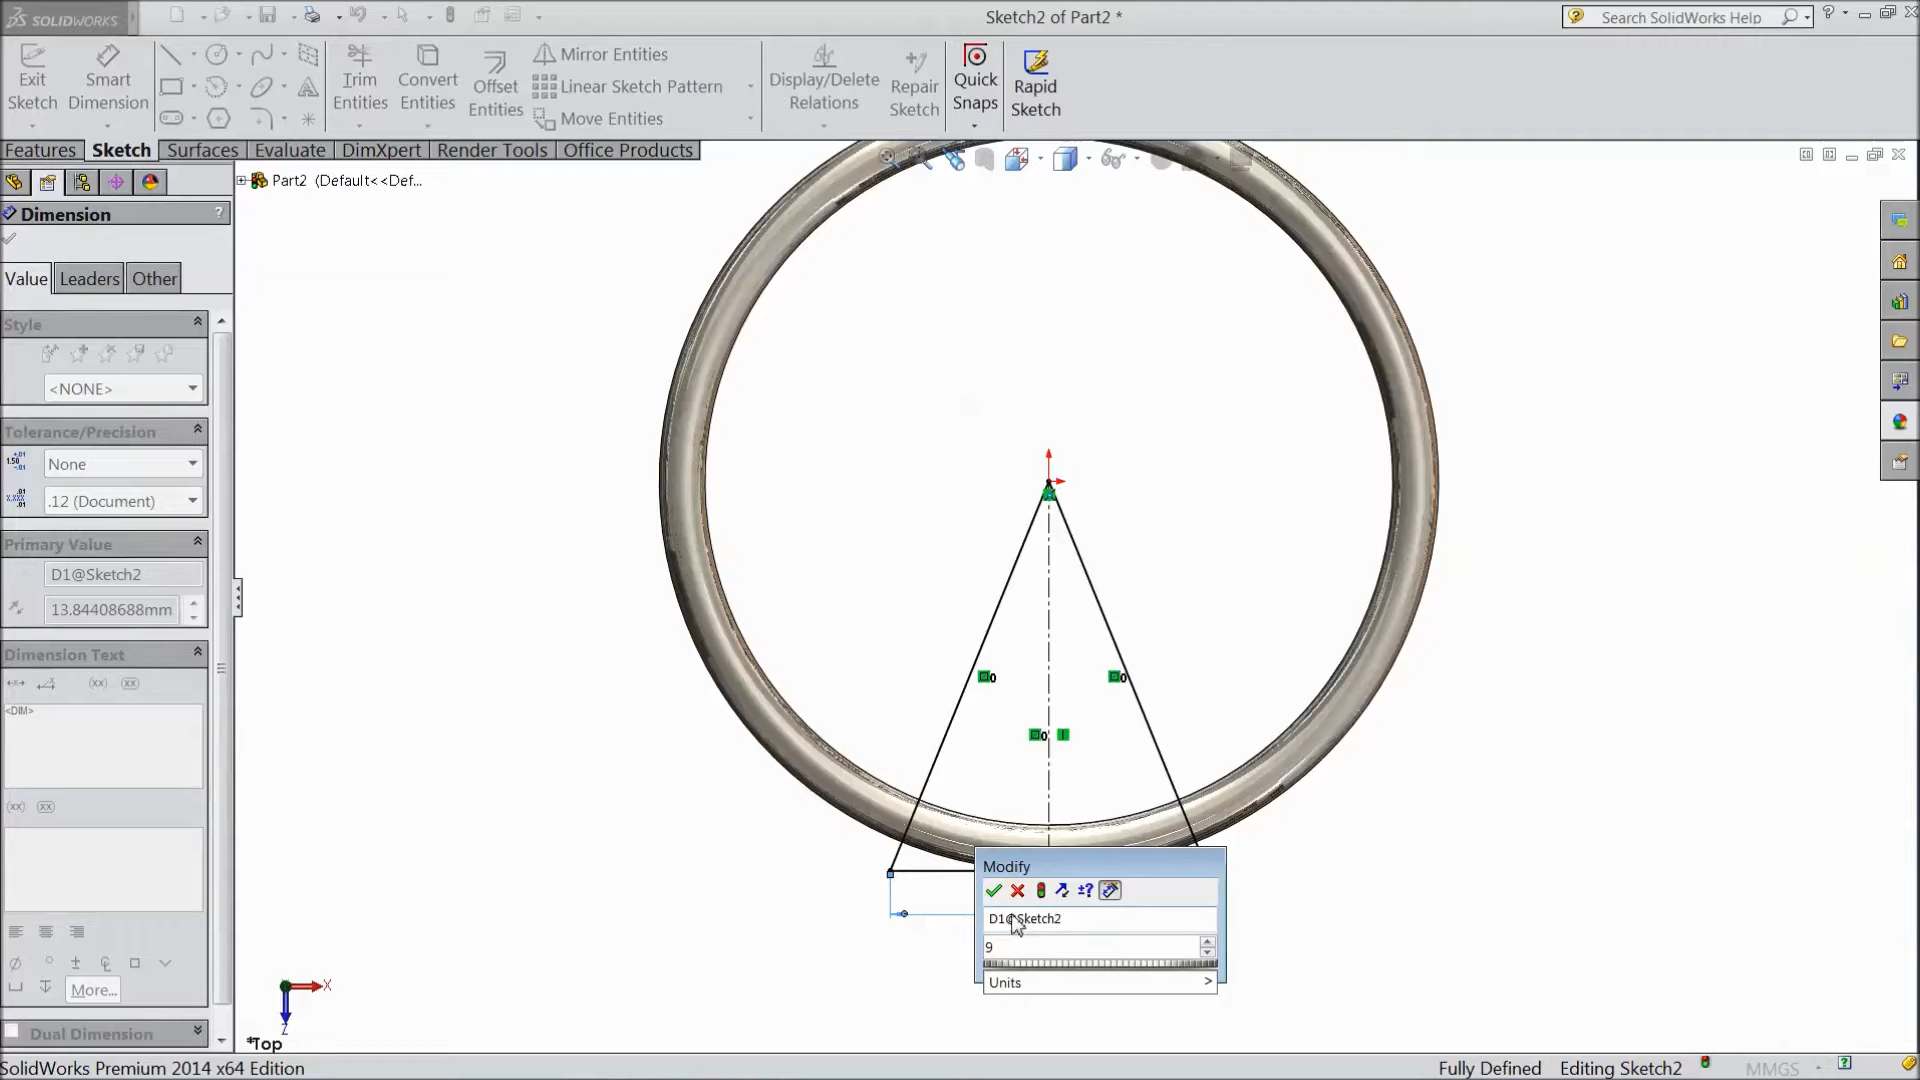 SOLIDWORKS
Sketch2 of Part2 *
Search SolidWorks Help
Exit Sketch
Smart Dimension
Trim Entities
Convert Entities
Offset Entities
Mirror Entities
Linear Sketch Pattern
Move Entities
Display/Delete Relations
Repair Sketch
Quick Snaps
Rapid Sketch
Features Sketch Surfaces Evaluate DimXpert Render Tools Office Products
Part2 (Default<<Def...
Dimension ?
Value Leaders Other
Style
<NONE>
Tolerance/Precision
None
.12 (Document)
Primary Value
D1@Sketch2
13.84408688mm
Dimension Text
<DIM>
More...
Dual Dimension
Modify
D1@Sketch2
9
Units >
X
Z
*Top
SolidWorks Premium 2014 x64 Edition
Fully Defined Editing Sketch2 MMGS